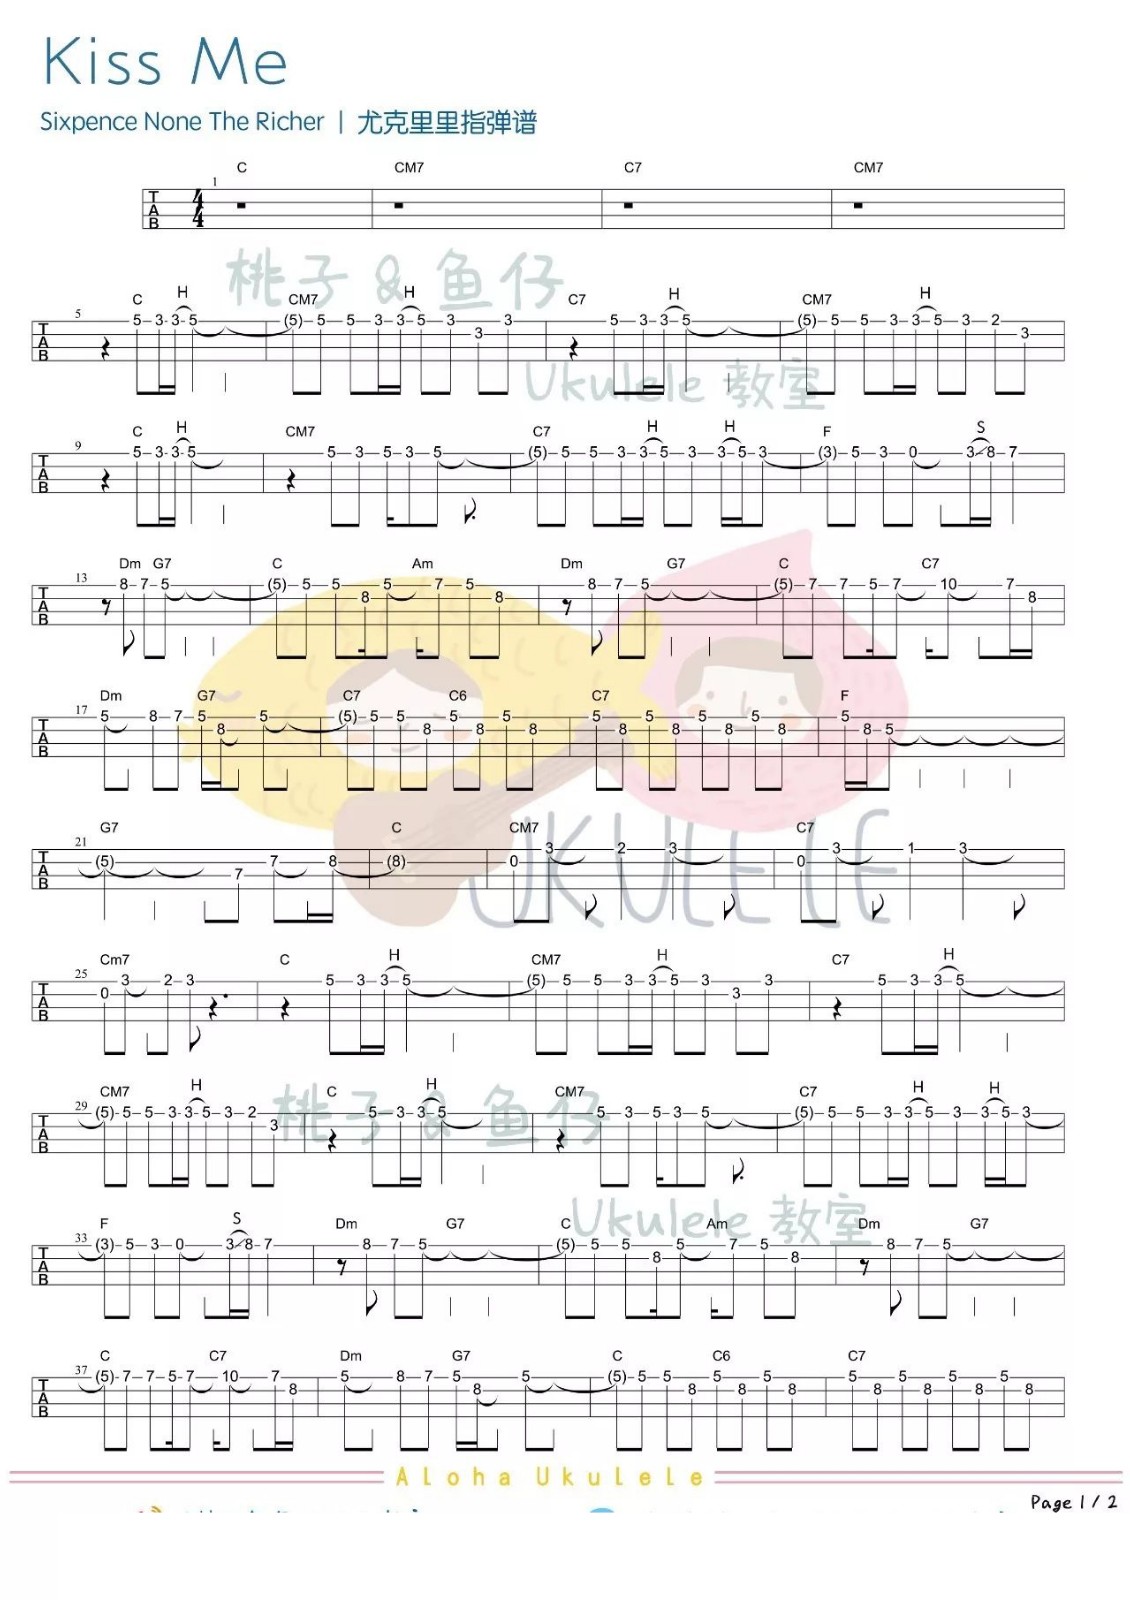 Kiss Me
Sixpence None The Richer | 尤克里里指弹谱
C CM7 C7 CM7
1
T A B 4 4
桃子 & 鱼仔
C H CM7 H C7 H CM7 H
5
T A B 5 3 3 5 (5) 5 5 3 3 5 3 3 3 5 3 3 5 (5) 5 5 3 3 5 3 2 3
Ukulele 教室
C H CM7 C7 H H F S
9
T A B 5 3 3 5 5 3 5 3 5 (5) 5 5 3 3 5 3 3 5 3 (3) 5 3 0 3 8 7
Dm G7 C Am Dm G7 C C7
13
T A B 8 7 5 (5) 5 5 8 5 7 5 8 8 7 5 (5) 7 7 5 7 10 7 8
Dm G7 C7 C6 C7 F
17
T A B 5 8 7 5 8 5 (5) 5 5 8 5 8 5 8 5 8 5 8 5 8 5 8 5 8 5
G7 C CM7 C7
21
T A B (5) 7 7 8 (8) 0 3 2 3 0 3 1 3
UKULELE
Cm7 C H CM7 H C7 H
25
T A B 0 3 2 3 5 3 3 5 (5) 5 5 3 3 5 3 3 3 5 3 3 5
CM7 H C H CM7 C7 H H
29
T A B (5) 5 5 3 3 5 3 2 3 5 3 3 5 5 3 5 3 5 (5) 5 5 3 3 5 3 3 5 3
桃子 & 鱼仔
Ukulele 教室
F S Dm G7 C Am Dm G7
33
T A B (3) 5 3 0 3 8 7 8 7 5 (5) 5 5 8 5 7 5 8 8 7 5
C C7 Dm G7 C C6 C7
37
T A B (5) 7 7 5 7 10 7 8 5 8 7 5 8 5 (5) 5 5 8 5 8 5 8 5 8 5 8 5 8 5 8
Aloha Ukulele
Page 1 / 2